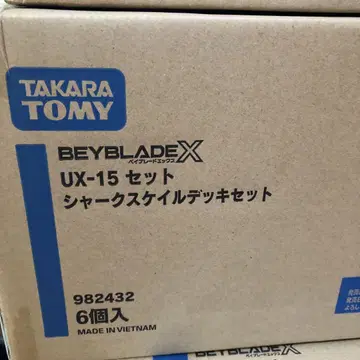 TAKARA
TOMY
BEYBLADE X
ベイブレードエックス
UX-15 セット
シャークスケイルデッキセット
982432
6個入
MADE IN VIETNAM